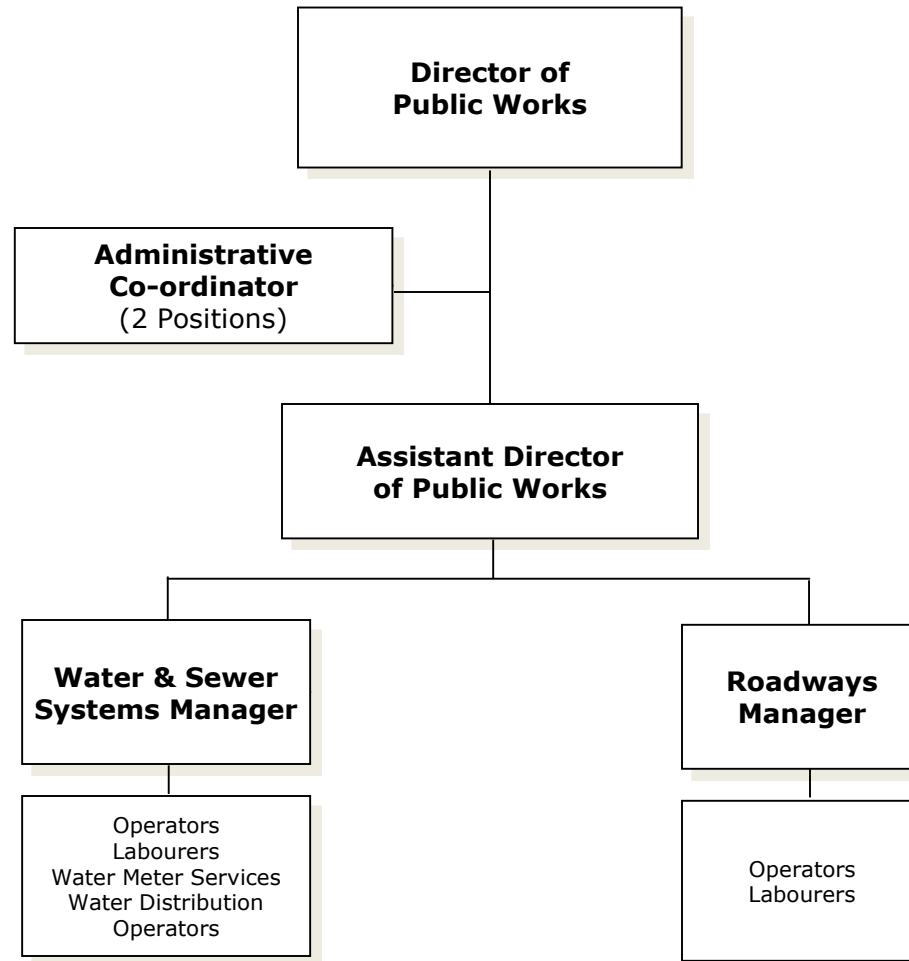 Director of
Public Works
Administrative
Co-ordinator
(2 Positions)
Assistant Director
of Public Works
Water & Sewer
Systems Manager
Roadways
Manager
Operators
Labourers
Water Meter Services
Water Distribution
Operators
Operators
Labourers